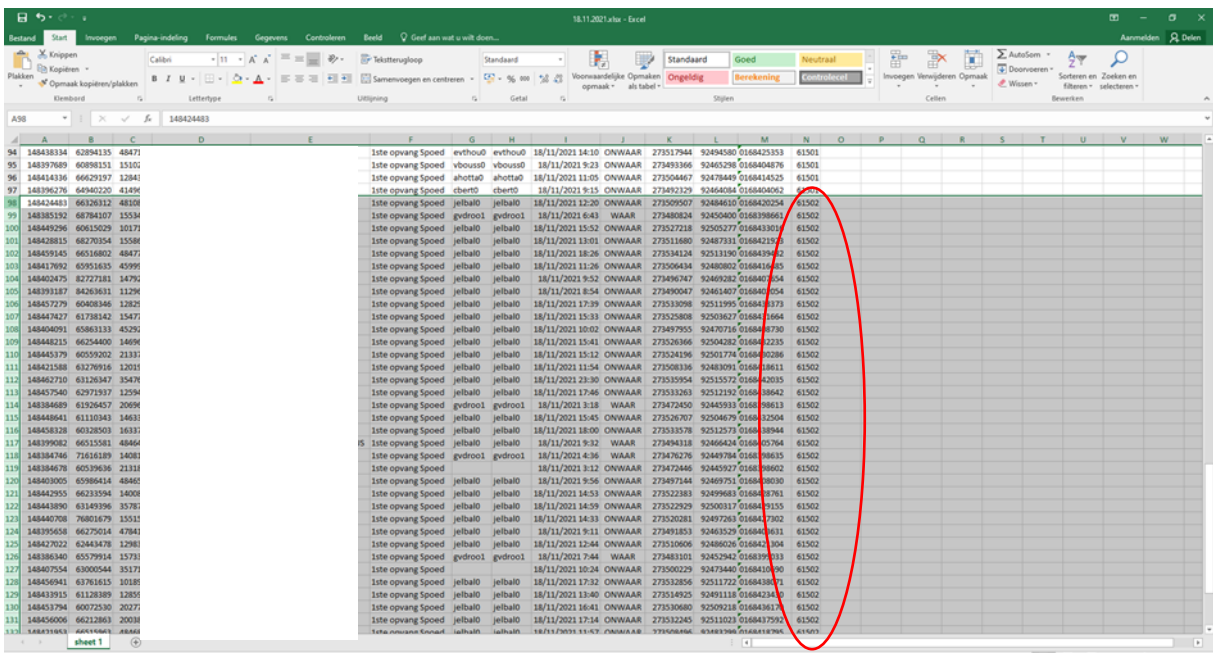 18.11.2021.xlsx - Excel
Bestand Start Invoegen Pagina-indeling Formules Gegevens Controleren Beeld Geef aan wat u wilt doen... Aanmelden Delen
Knippen
Kopiëren
Opmaak kopiëren/plakken
Plakken
Calibri 11
B I U
Tekstterugloop
Samenvoegen en centreren
Standaard
% 000
Voorwaardelijke opmaak Opmaken als tabel
Standaard Goed Neutraal
Ongeldig Berekening Controlecel
Invoegen Verwijderen Opmaak
AutoSom
Doorvoeren
Wissen
Sorteren en filteren Zoeken en selecteren
Klembord Lettertype Uitlijning Getal Stijlen Cellen Bewerken
A98 fx 148424483
A B C D E F G H I J K L M N O P Q R S T U V W
94 148438334 62894135 48471 1ste opvang Spoed evthou0 evthou0 18/11/2021 14:10 ONWAAR 273517944 92494580 0168425353 61501
95 148397689 60898151 15102 1ste opvang Spoed vbouss0 vbouss0 18/11/2021 9:23 ONWAAR 273493366 92465298 0168404876 61501
96 148414336 66629197 12843 1ste opvang Spoed ahotta0 ahotta0 18/11/2021 11:05 ONWAAR 273504467 92478449 0168414525 61501
97 148396276 64940220 41496 1ste opvang Spoed cbert0 cbert0 18/11/2021 9:15 ONWAAR 273492329 92464084 0168404062 61501
98 148424483 66326312 48108 1ste opvang Spoed jelbal0 jelbal0 18/11/2021 12:20 ONWAAR 273509507 92484610 0168420254 61502
99 148385192 68784107 15534 1ste opvang Spoed gvdroo1 gvdroo1 18/11/2021 6:43 WAAR 273480824 92450400 0168398661 61502
100 148449296 60615029 10171 1ste opvang Spoed jelbal0 jelbal0 18/11/2021 15:52 ONWAAR 273527218 92505277 0168433016 61502
101 148428815 68270354 15586 1ste opvang Spoed jelbal0 jelbal0 18/11/2021 13:01 ONWAAR 273511680 92487331 61502
102 148459145 66516802 48477 1ste opvang Spoed jelbal0 jelbal0 18/11/2021 18:26 ONWAAR 273534124 92513190 61502
103 148417692 65951635 45999 1ste opvang Spoed jelbal0 jelbal0 18/11/2021 11:26 ONWAAR 273506434 92480802 61502
104 148402475 82727181 14792 1ste opvang Spoed jelbal0 jelbal0 18/11/2021 9:52 ONWAAR 273496747 92469282 61502
105 148393187 84263631 11296 1ste opvang Spoed jelbal0 jelbal0 18/11/2021 8:54 ONWAAR 273490047 92461407 61502
106 148457279 60408346 12829 1ste opvang Spoed jelbal0 jelbal0 18/11/2021 17:39 ONWAAR 273533098 92511995 61502
107 148447427 61738142 15477 1ste opvang Spoed jelbal0 jelbal0 18/11/2021 15:33 ONWAAR 273525808 92503627 61502
108 148404091 65863133 45292 1ste opvang Spoed jelbal0 jelbal0 18/11/2021 10:02 ONWAAR 273497955 92470716 61502
109 148448215 66254400 14696 1ste opvang Spoed jelbal0 jelbal0 18/11/2021 15:41 ONWAAR 273526366 92504282 61502
110 148445379 60559202 21337 1ste opvang Spoed jelbal0 jelbal0 18/11/2021 15:12 ONWAAR 273524196 92501774 61502
111 148421588 63276916 12019 1ste opvang Spoed jelbal0 jelbal0 18/11/2021 11:54 ONWAAR 273508336 92483091 61502
112 148462710 63126347 35476 1ste opvang Spoed jelbal0 jelbal0 18/11/2021 23:30 ONWAAR 273535954 92515572 61502
113 148457540 62971937 12594 1ste opvang Spoed jelbal0 jelbal0 18/11/2021 17:46 ONWAAR 273533263 92512192 61502
114 148384689 61926457 20696 1ste opvang Spoed gvdroo1 gvdroo1 18/11/2021 3:18 WAAR 273472450 92445933 61502
115 148448641 61110343 14633 1ste opvang Spoed jelbal0 jelbal0 18/11/2021 15:45 ONWAAR 273526707 92504679 61502
116 148458328 60328503 16337 1ste opvang Spoed jelbal0 jelbal0 18/11/2021 18:00 ONWAAR 273533578 92512573 61502
117 148399082 66515581 48464 1ste opvang Spoed jelbal0 jelbal0 18/11/2021 9:32 WAAR 273494318 92466424 61502
118 148384746 71616189 14081 1ste opvang Spoed gvdroo1 gvdroo1 18/11/2021 4:36 WAAR 273476276 92449784 61502
119 148384678 60539636 21318 1ste opvang Spoed 18/11/2021 3:12 ONWAAR 273472446 92445927 61502
120 148403005 65986414 48465 1ste opvang Spoed jelbal0 jelbal0 18/11/2021 9:56 ONWAAR 273497144 92469751 61502
121 148442955 66233594 14008 1ste opvang Spoed jelbal0 jelbal0 18/11/2021 14:53 ONWAAR 273522383 92499683 61502
122 148443890 63149396 35787 1ste opvang Spoed jelbal0 jelbal0 18/11/2021 14:59 ONWAAR 273522929 92500317 61502
123 148440708 76801679 15515 1ste opvang Spoed jelbal0 jelbal0 18/11/2021 14:33 ONWAAR 273520281 92497263 61502
124 148395658 66275014 47841 1ste opvang Spoed jelbal0 jelbal0 18/11/2021 9:11 ONWAAR 273491853 92463529 61502
125 148427022 62443478 12983 1ste opvang Spoed jelbal0 jelbal0 18/11/2021 12:44 ONWAAR 273510606 92486026 61502
126 148386340 65579914 15733 1ste opvang Spoed gvdroo1 gvdroo1 18/11/2021 7:44 WAAR 273483101 92452942 61502
127 148407554 63000544 35171 1ste opvang Spoed 18/11/2021 10:24 ONWAAR 273500229 92473440 61502
128 148456941 63761615 10189 1ste opvang Spoed jelbal0 jelbal0 18/11/2021 17:32 ONWAAR 273532856 92511722 61502
129 148433915 61128389 12859 1ste opvang Spoed jelbal0 jelbal0 18/11/2021 13:40 ONWAAR 273514925 92491118 61502
130 148453794 60072530 20277 1ste opvang Spoed jelbal0 jelbal0 18/11/2021 16:41 ONWAAR 273530680 92509218 61502
131 148456006 66212863 20038 1ste opvang Spoed jelbal0 jelbal0 18/11/2021 17:14 ONWAAR 273532245 92511023 0168437592 61502
sheet 1